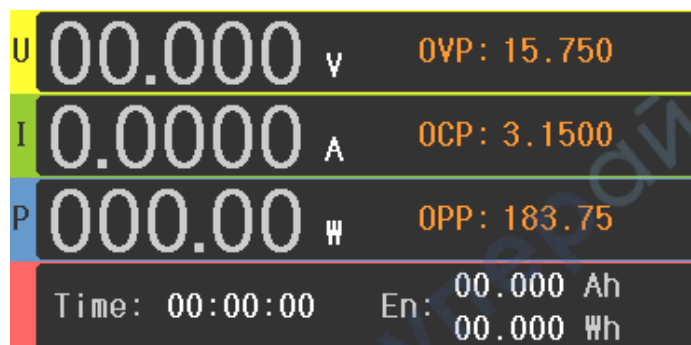 U 00.000 V OVP: 15.750
I 0.0000 A OCP: 3.1500
P 000.00 W OPP: 183.75
Time: 00:00:00 En: 00.000 Ah
00.000 Wh